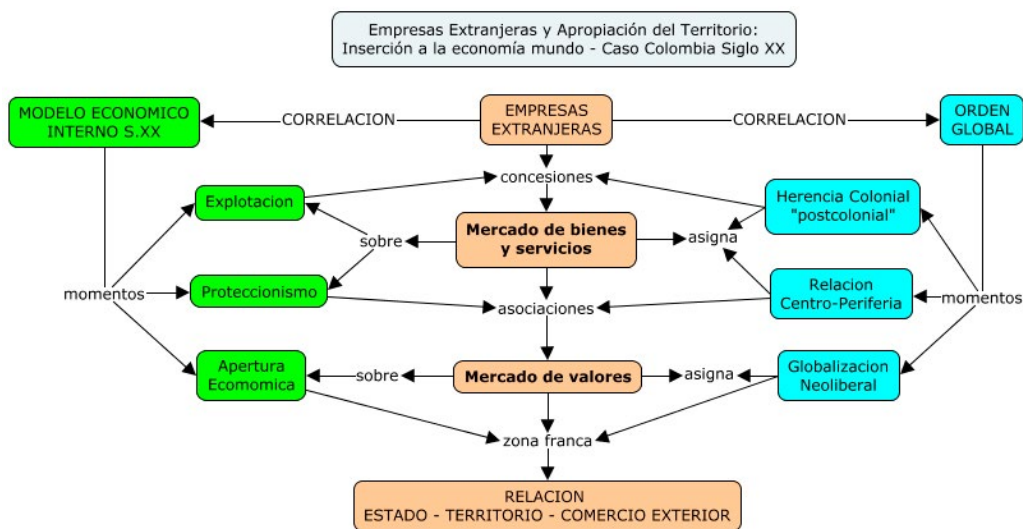 Empresas Extranjeras y Apropiación del Territorio:
Inserción a la economía mundo - Caso Colombia Siglo XX
MODELO ECONOMICO
INTERNO S.XX
CORRELACION
EMPRESAS
EXTRANJERAS
CORRELACION
ORDEN
GLOBAL
concesiones
Explotacion
Herencia Colonial
"postcolonial"
Mercado de bienes
y servicios
sobre
asigna
momentos
Proteccionismo
asociaciones
Relacion
Centro-Periferia
momentos
Apertura
Ecomomica
sobre
Mercado de valores
asigna
Globalizacion
Neoliberal
zona franca
RELACION
ESTADO - TERRITORIO - COMERCIO EXTERIOR